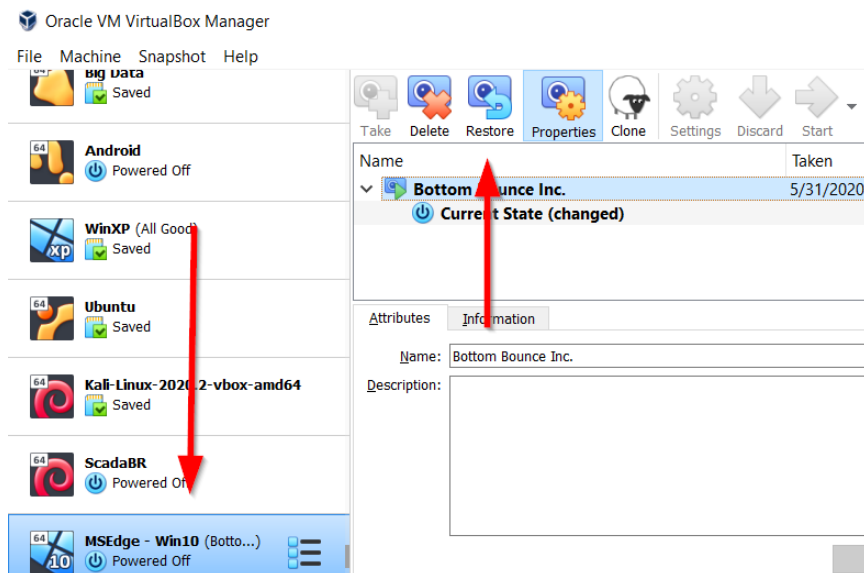 Oracle VM VirtualBox Manager
File Machine Snapshot Help
64 Big Data
Saved
64 Android
Powered Off
WinXP (All Good)
xp Saved
64 Ubuntu
Saved
64 Kali-Linux-2020.2-vbox-amd64
Saved
64 ScadaBR
Powered Off
64 MSEdge - Win10 (Botto...)
10 Powered Off
Take Delete Restore Properties Clone Settings Discard Start
Name Taken
Bottom Bounce Inc. 5/31/2020
Current State (changed)
Attributes Information
Name: Bottom Bounce Inc.
Description: